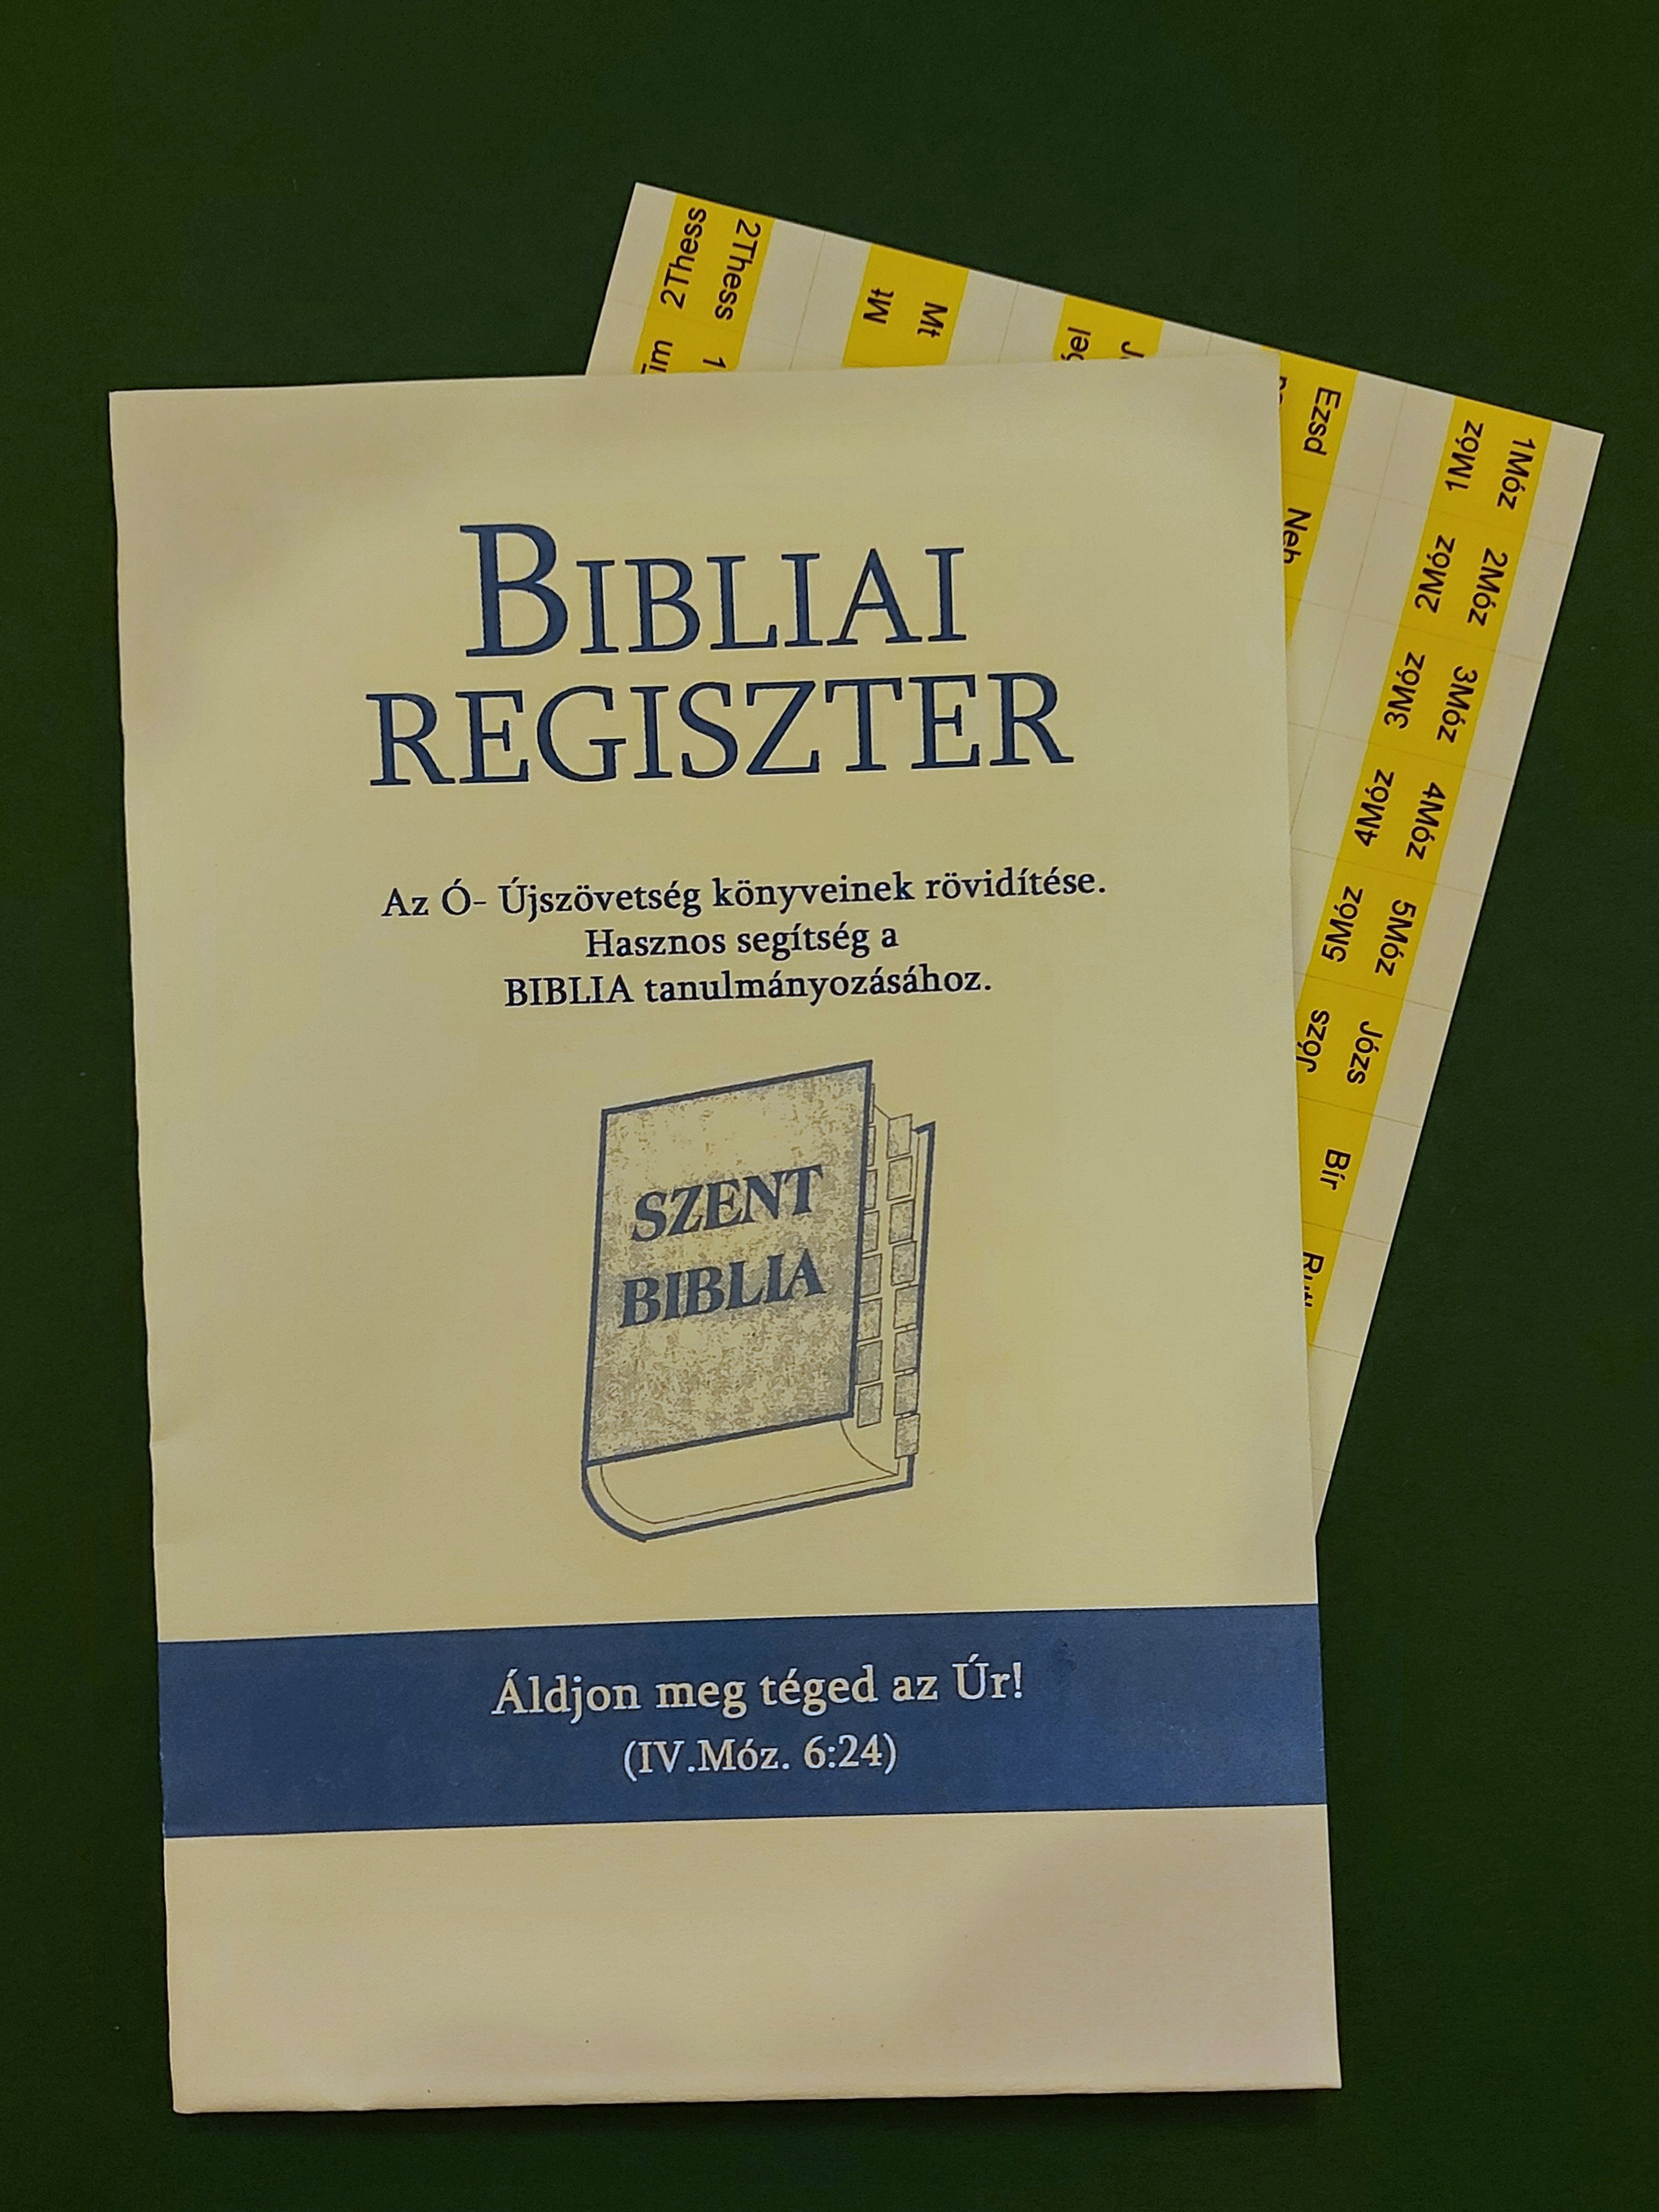 BIBLIAI
REGISZTER
Az Ó- Újszövetség könyveinek rövidítése.
Hasznos segítség a
BIBLIA tanulmányozásához.
SZENT
BIBLIA
Áldjon meg téged az Úr!
(IV.Móz. 6:24)
2Thess
2Thess
Mt
Mt
Ezsd
Neh
1Móz 2Móz 3Móz 4Móz 5Móz Józs Bír
1Móz 2Móz 3Móz 4Móz 5Móz Józs